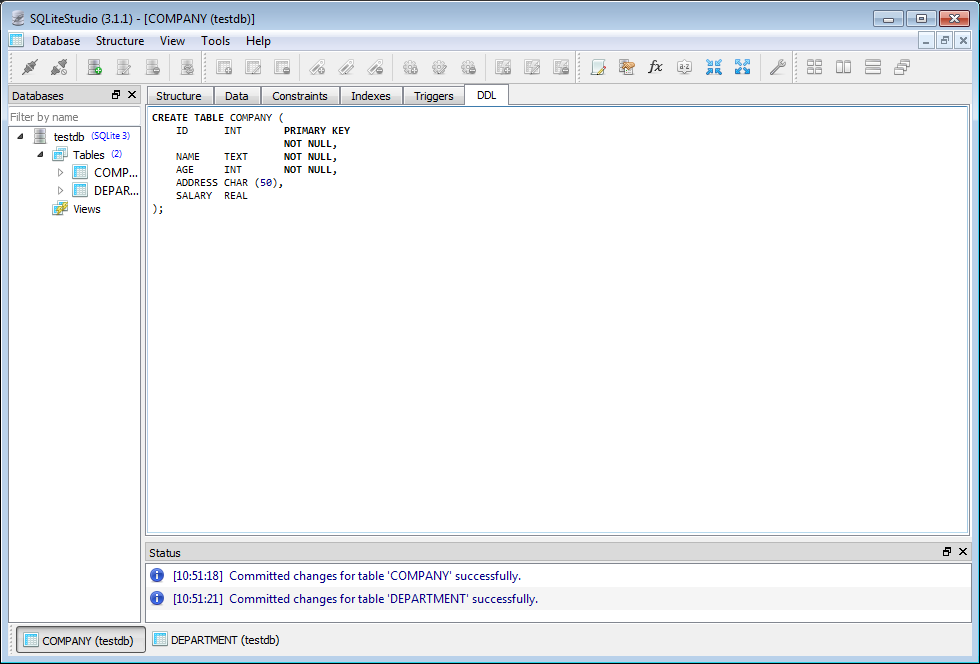 SQLiteStudio (3.1.1) - [COMPANY (testdb)]
Database Structure View Tools Help
fx
a·z
Databases
Structure Data Constraints Indexes Triggers DDL
Filter by name
testdb (SQLite 3)
Tables (2)
COMP...
DEPAR...
Views
CREATE TABLE COMPANY (
ID INT PRIMARY KEY
NOT NULL,
NAME TEXT NOT NULL,
AGE INT NOT NULL,
ADDRESS CHAR (50),
SALARY REAL
);
Status
[10:51:18] Committed changes for table 'COMPANY' successfully.
[10:51:21] Committed changes for table 'DEPARTMENT' successfully.
COMPANY (testdb) DEPARTMENT (testdb)